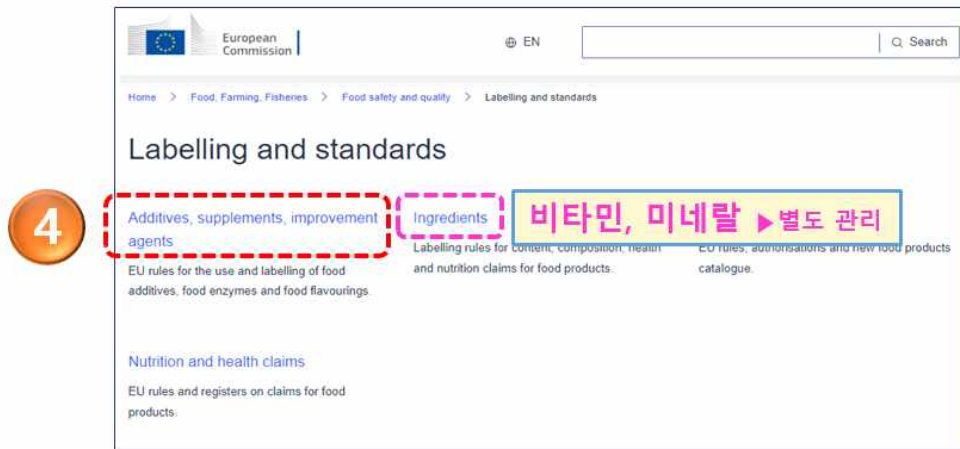 European
Commission
EN
Search
Home > Food, Farming, Fisheries > Food safety and quality > Labelling and standards
Labelling and standards
4
Additives, supplements, improvement
agents
EU rules for the use and labelling of food
additives, food enzymes and food flavourings.
Ingredients
비타민, 미네랄 ▶별도 관리
Labelling rules for content, composition, health
and nutrition claims for food products.
EU rules, authorisations and new food products
catalogue.
Nutrition and health claims
EU rules and registers on claims for food
products.